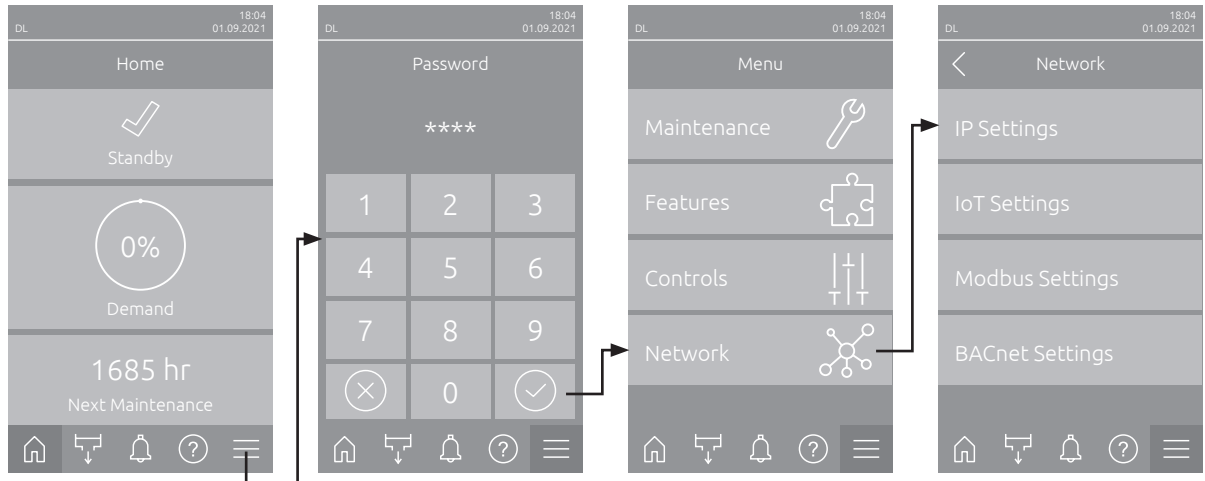 18:04
DL 01.09.2021
Home
Standby
0%
Demand
1685 hr
Next Maintenance
?
18:04
DL 01.09.2021
Password
****
1 2 3
4 5 6
7 8 9
0
?
18:04
DL 01.09.2021
Menu
Maintenance
Features
Controls
Network
?
18:04
DL 01.09.2021
Network
IP Settings
IoT Settings
Modbus Settings
BACnet Settings
?